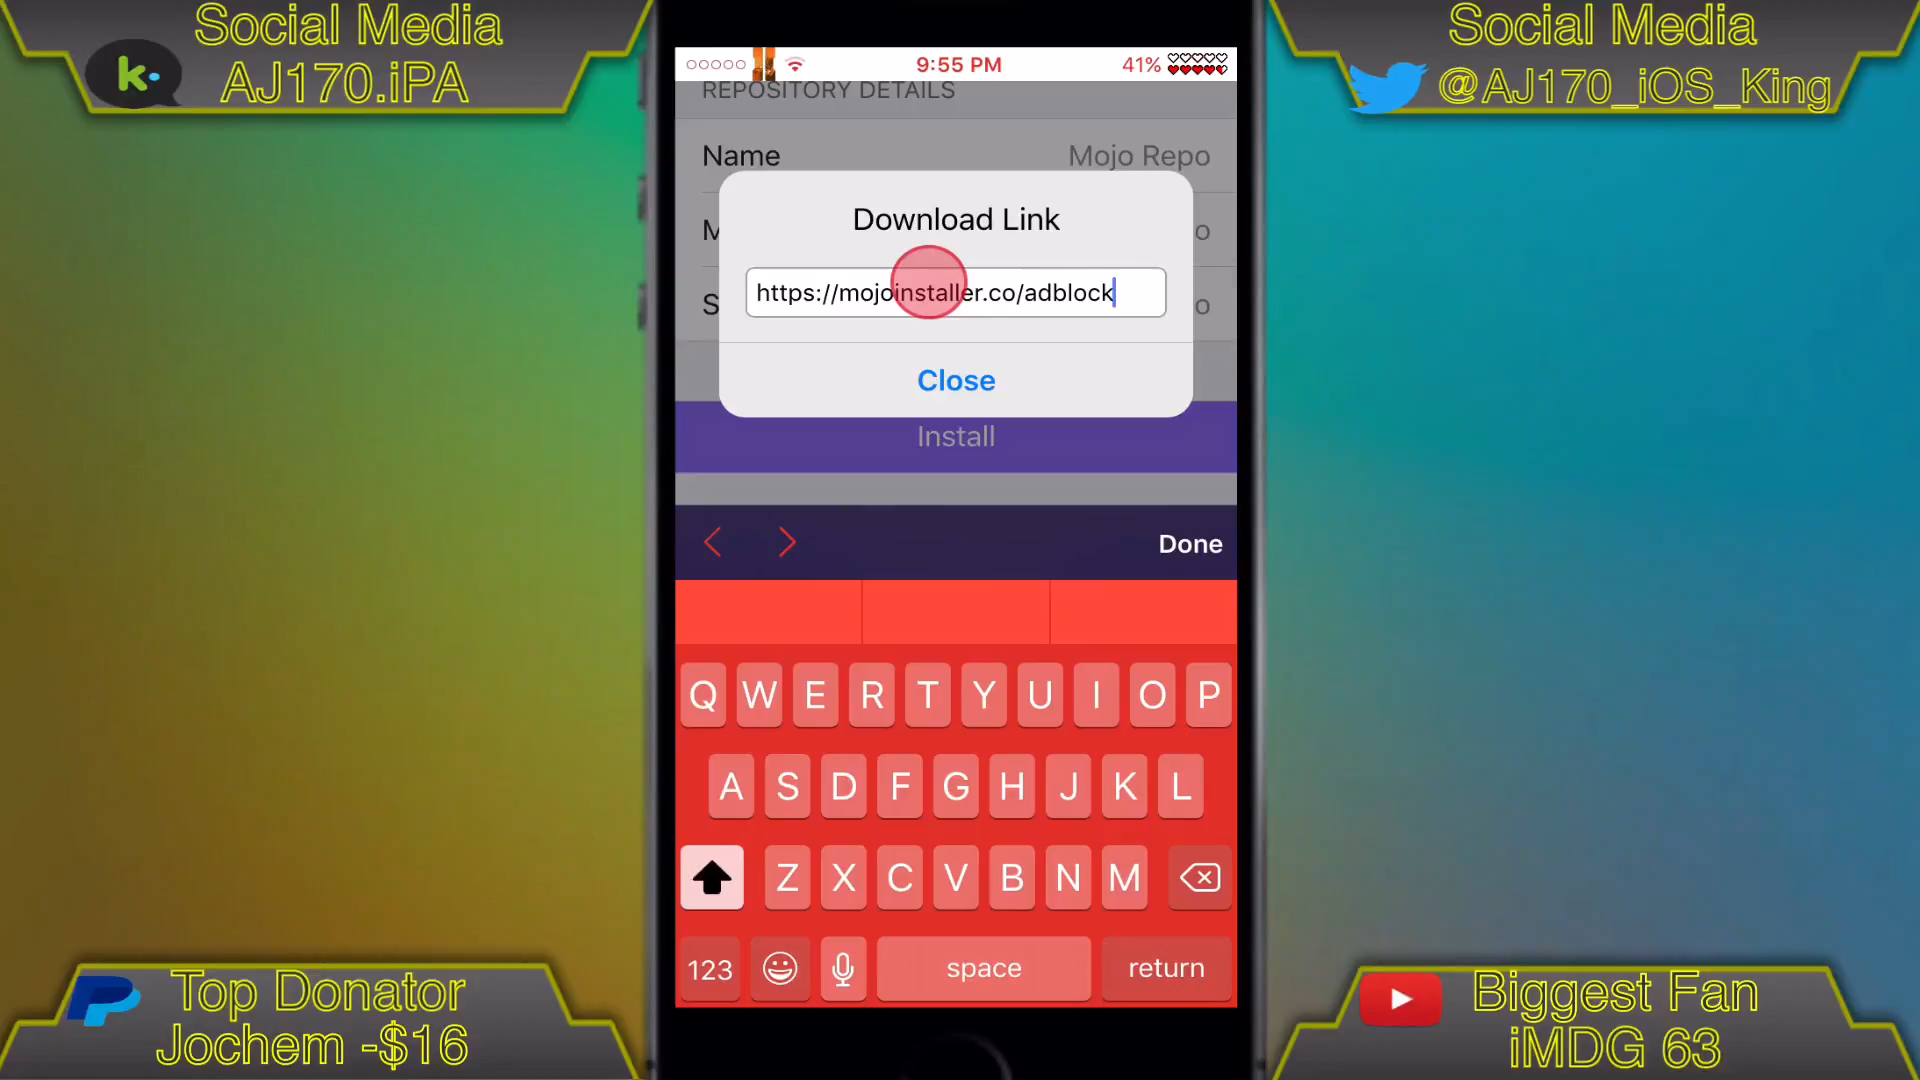 Social Media
AJ170.iPA
k.
Social Media
@AJ170_iOS_King
9:55 PM
41%
REPOSITORY DETAILS
Name
Mojo Repo
Download Link
https://mojoinstaller.co/adblock
Close
Install
Done
Q W E R T Y U I O P
A S D F G H J K L
Z X C V B N M
123
space
return
Top Donator
Jochem -$16
Biggest Fan
iMDG 63